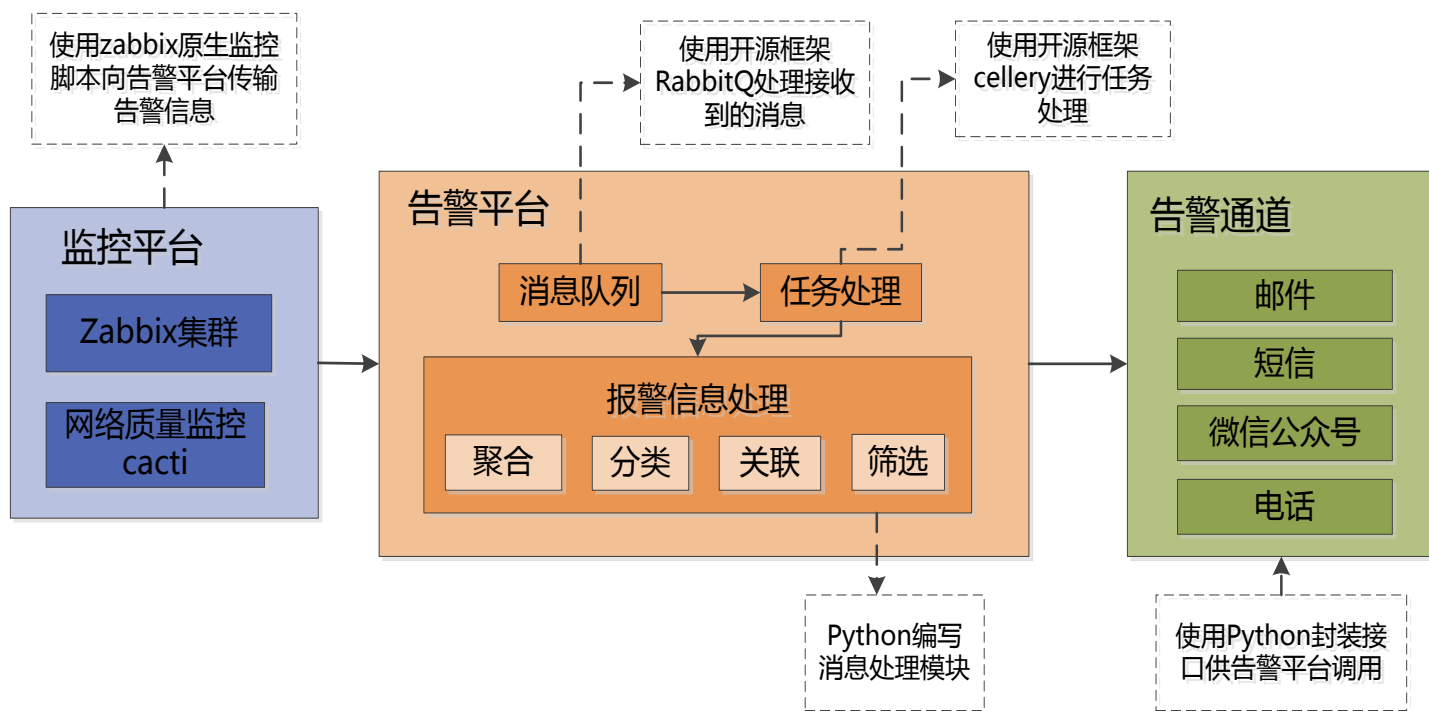 使用zabbix原生监控
脚本向告警平台传输
告警信息
使用开源框架
RabbitQ处理接收
到的消息
使用开源框架
cellery进行任务
处理
监控平台
Zabbix集群
网络质量监控
cacti
告警平台
消息队列
任务处理
报警信息处理
聚合
分类
关联
筛选
告警通道
邮件
短信
微信公众号
电话
Python编写
消息处理模块
使用Python封装接
口供告警平台调用